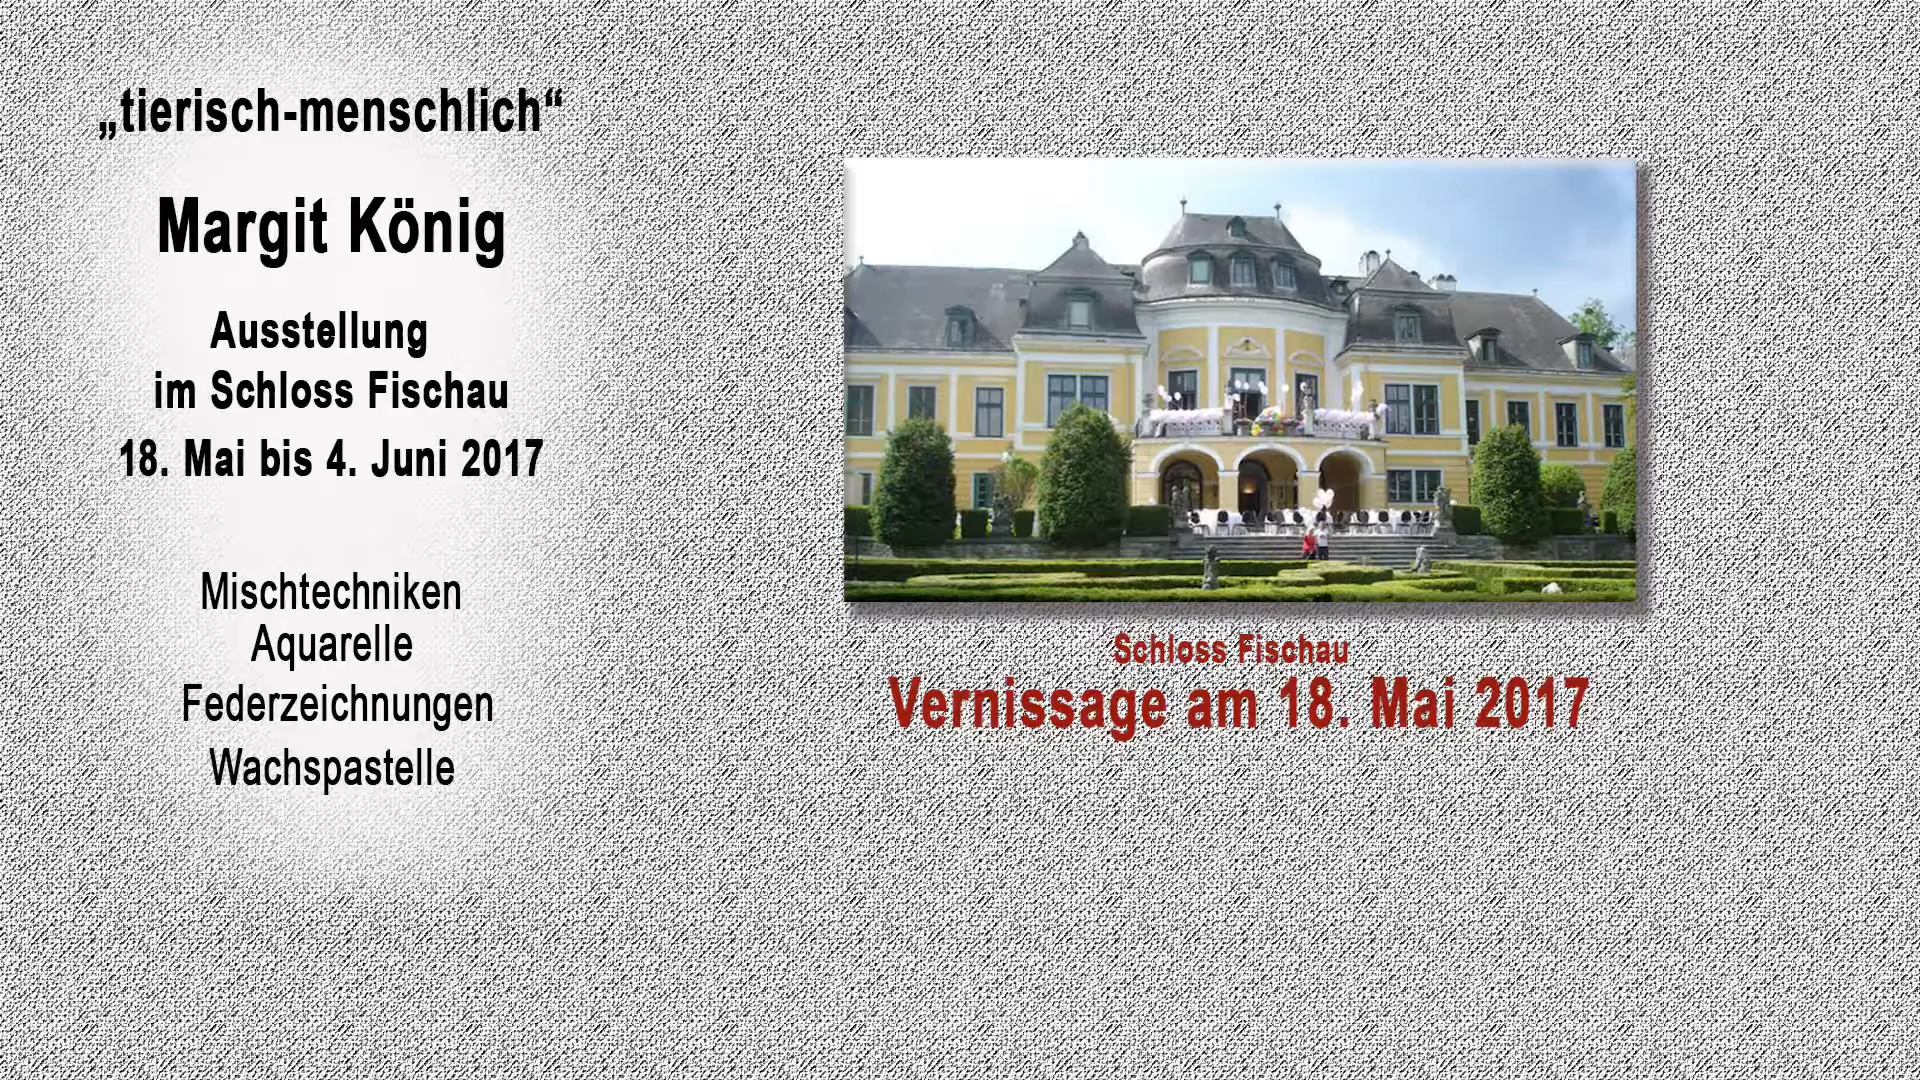 „tierisch-menschlich“
Margit König
Ausstellung
im Schloss Fischau
18. Mai bis 4. Juni 2017
Mischtechniken
Aquarelle
Federzeichnungen
Wachspastelle
Schloss Fischau
Vernissage am 18. Mai 2017